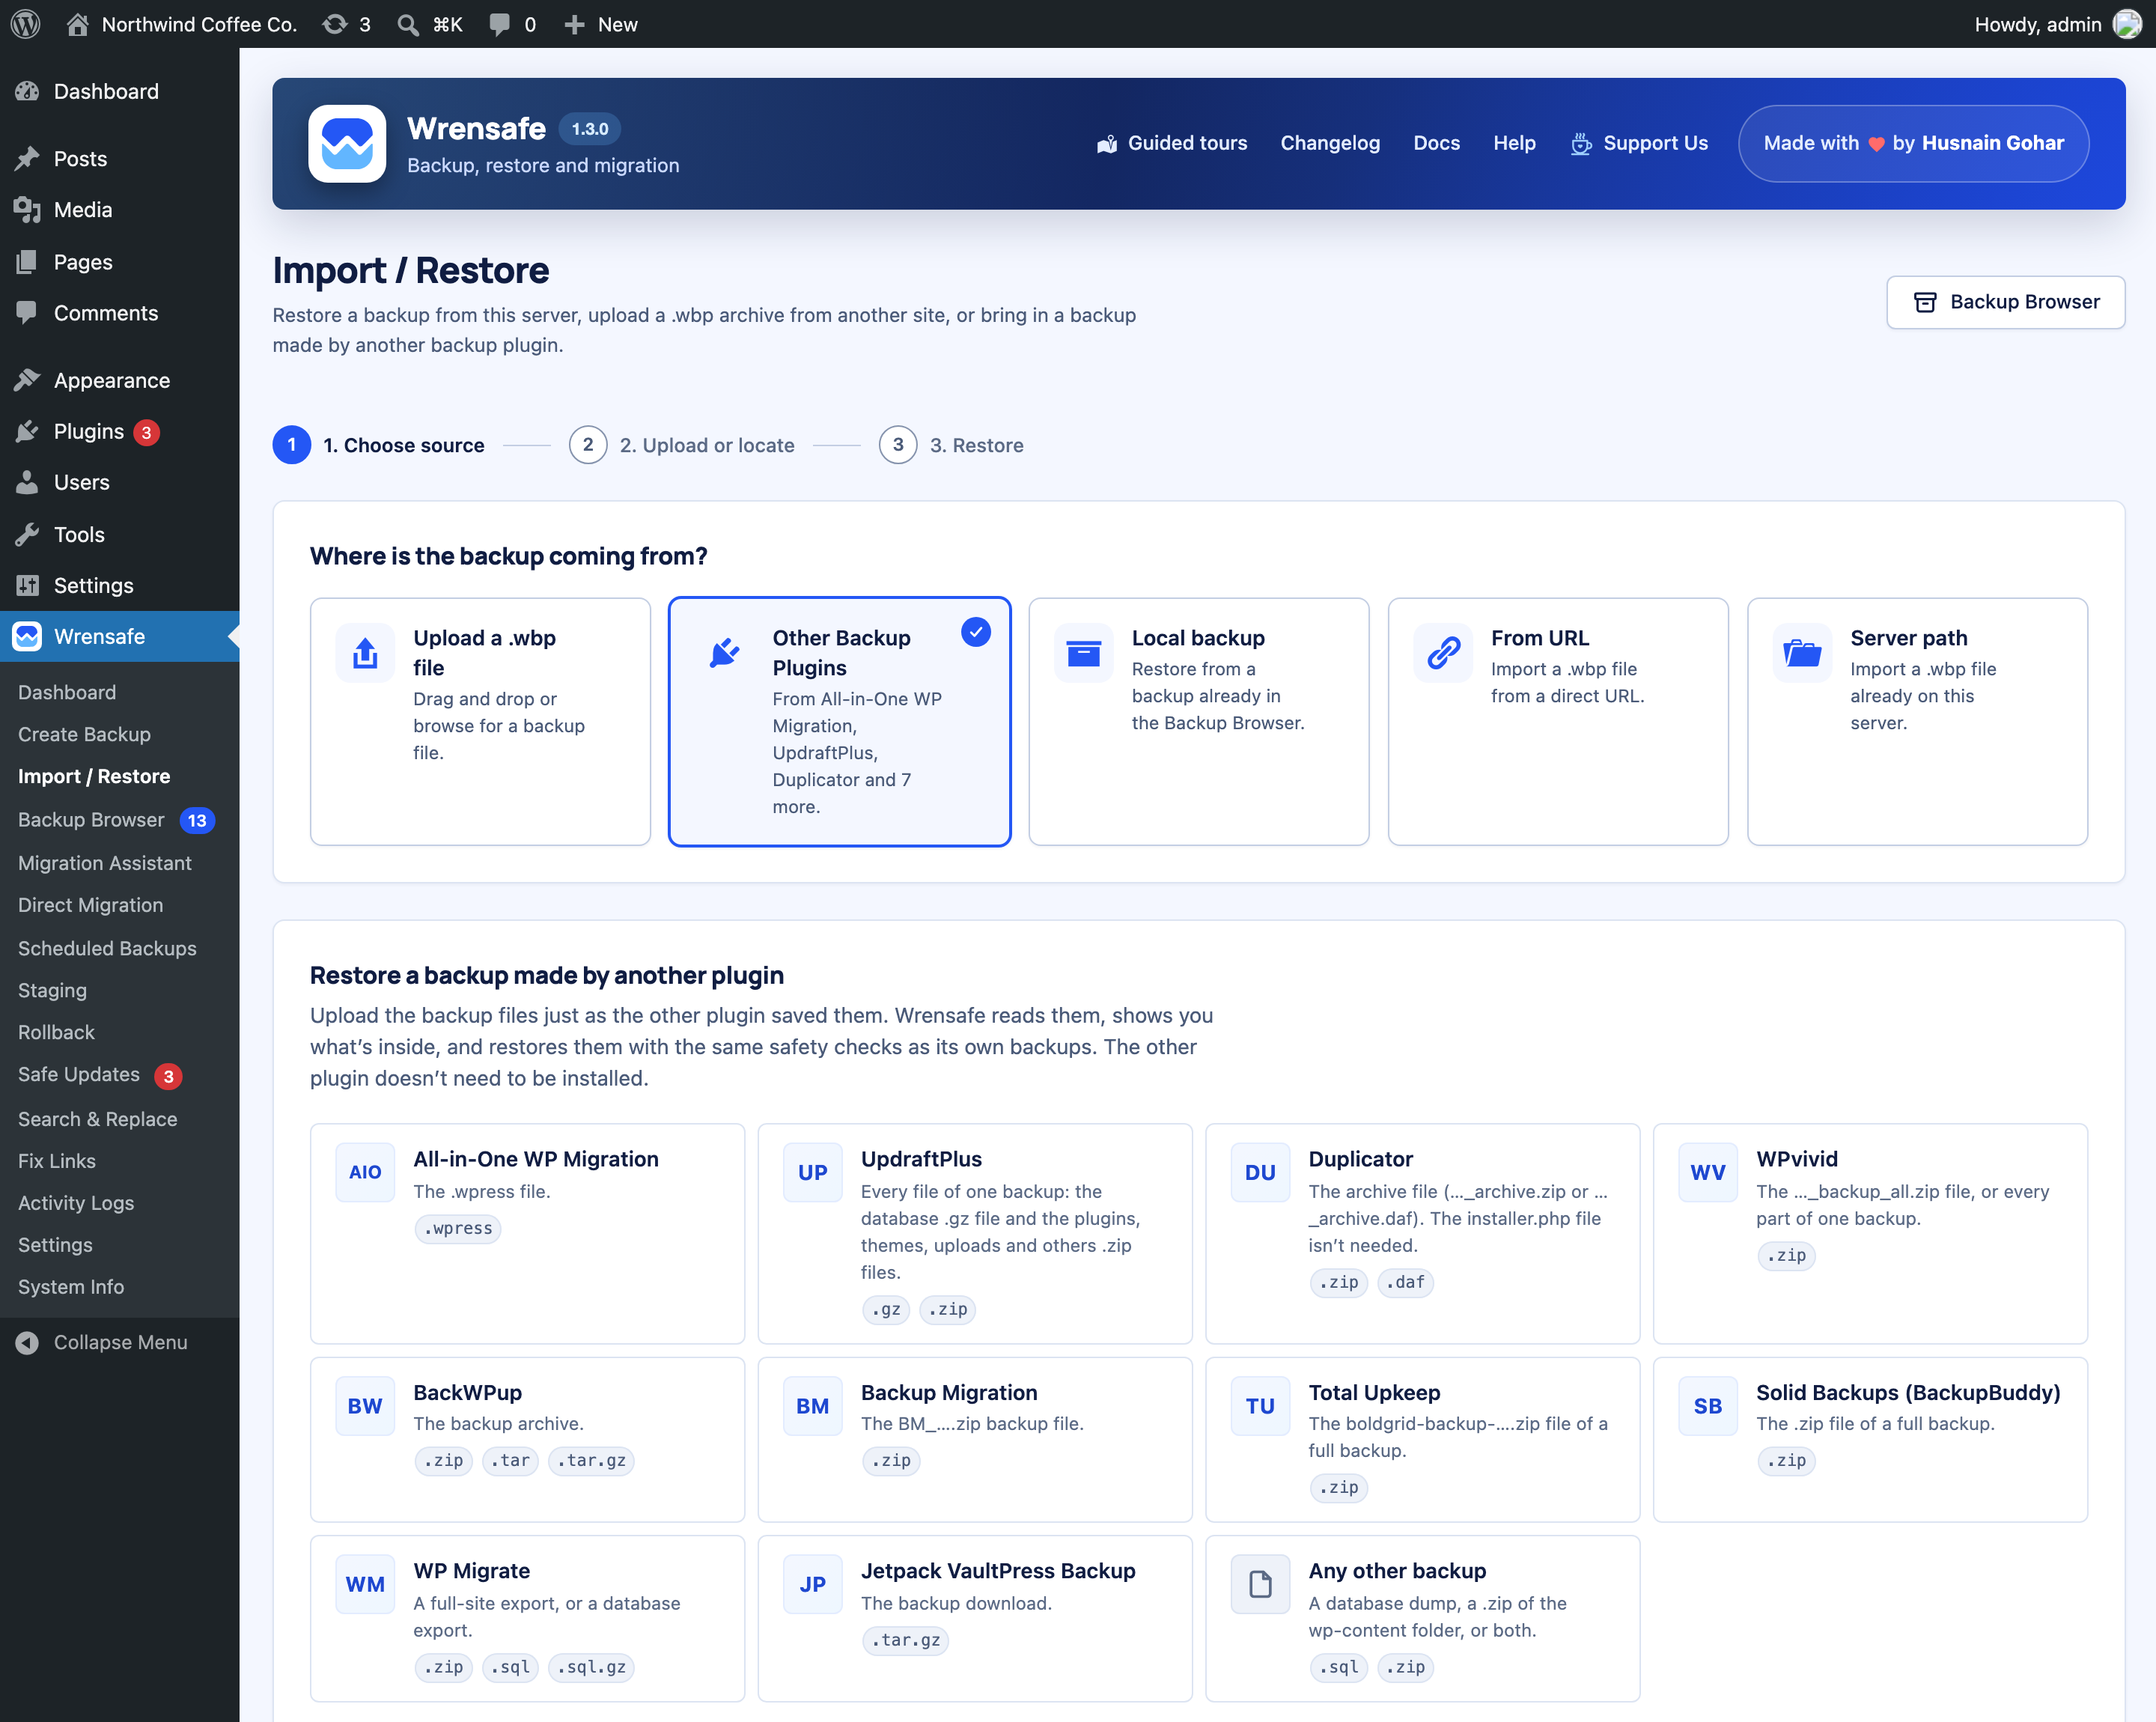 Northwind Coffee Co.
3
⌘K
0
New
Howdy, admin
Dashboard
Posts
Media
Pages
Comments
Appearance
Plugins 3
Users
Tools
Settings
Wrensafe
Dashboard
Create Backup
Import / Restore
Backup Browser 13
Migration Assistant
Direct Migration
Scheduled Backups
Staging
Rollback
Safe Updates 3
Search & Replace
Fix Links
Activity Logs
Settings
System Info
Collapse Menu
Wrensafe 1.3.0
Backup, restore and migration
Guided tours
Changelog
Docs
Help
Support Us
Made with ❤ by Husnain Gohar
Import / Restore
Restore a backup from this server, upload a .wbp archive from another site, or bring in a backup
made by another backup plugin.
Backup Browser
1 1. Choose source
2 2. Upload or locate
3 3. Restore
Where is the backup coming from?
Upload a .wbp
file
Drag and drop or
browse for a backup
file.
Other Backup
Plugins
From All-in-One WP
Migration,
UpdraftPlus,
Duplicator and 7
more.
Local backup
Restore from a
backup already in
the Backup Browser.
From URL
Import a .wbp file
from a direct URL.
Server path
Import a .wbp file
already on this
server.
Restore a backup made by another plugin
Upload the backup files just as the other plugin saved them. Wrensafe reads them, shows you
what’s inside, and restores them with the same safety checks as its own backups. The other
plugin doesn’t need to be installed.
AIO
All-in-One WP Migration
The .wpress file.
.wpress
UP
UpdraftPlus
Every file of one backup: the
database .gz file and the plugins,
themes, uploads and others .zip
files.
.gz .zip
DU
Duplicator
The archive file (…_archive.zip or …
_archive.daf). The installer.php file
isn’t needed.
.zip .daf
WV
WPvivid
The …_backup_all.zip file, or every
part of one backup.
.zip
BW
BackWPup
The backup archive.
.zip .tar .tar.gz
BM
Backup Migration
The BM_….zip backup file.
.zip
TU
Total Upkeep
The boldgrid-backup-….zip file of a
full backup.
.zip
SB
Solid Backups (BackupBuddy)
The .zip file of a full backup.
.zip
WM
WP Migrate
A full-site export, or a database
export.
.zip .sql .sql.gz
JP
Jetpack VaultPress Backup
The backup download.
.tar.gz
Any other backup
A database dump, a .zip of the
wp-content folder, or both.
.sql .zip